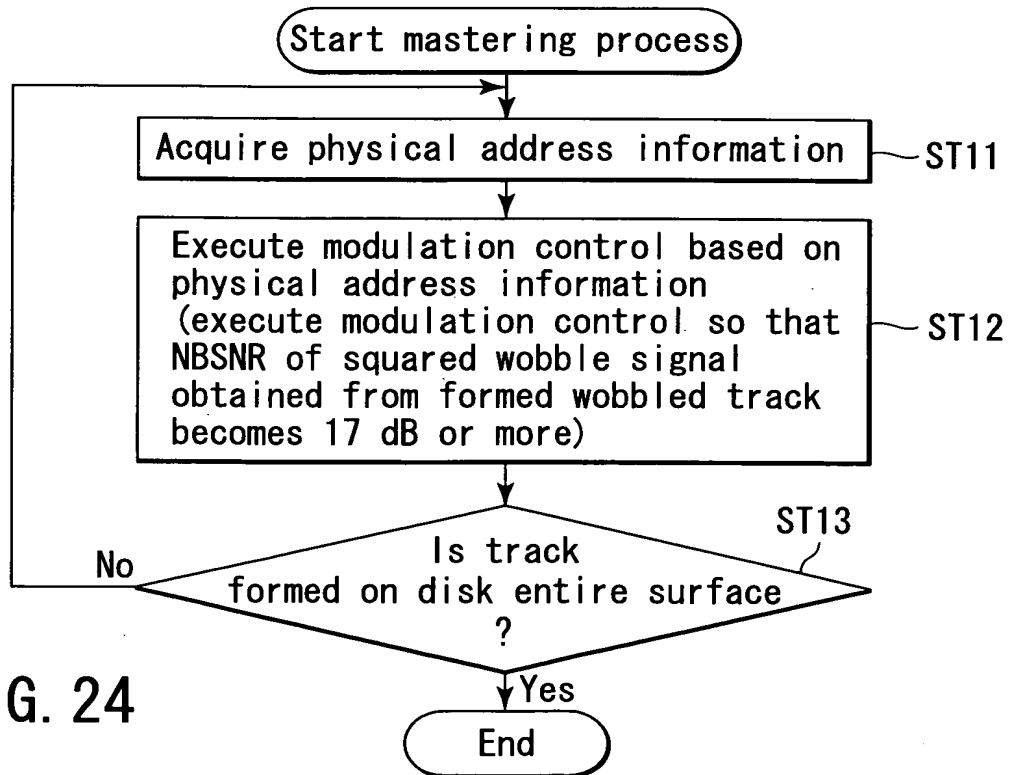 Start mastering process
Acquire physical address information
ST11
Execute modulation control based on
physical address information
(execute modulation control so that
NBSNR of squared wobble signal
obtained from formed wobbled track
becomes 17 dB or more)
ST12
ST13
Is track
formed on disk entire surface
?
No
Yes
End
G. 24